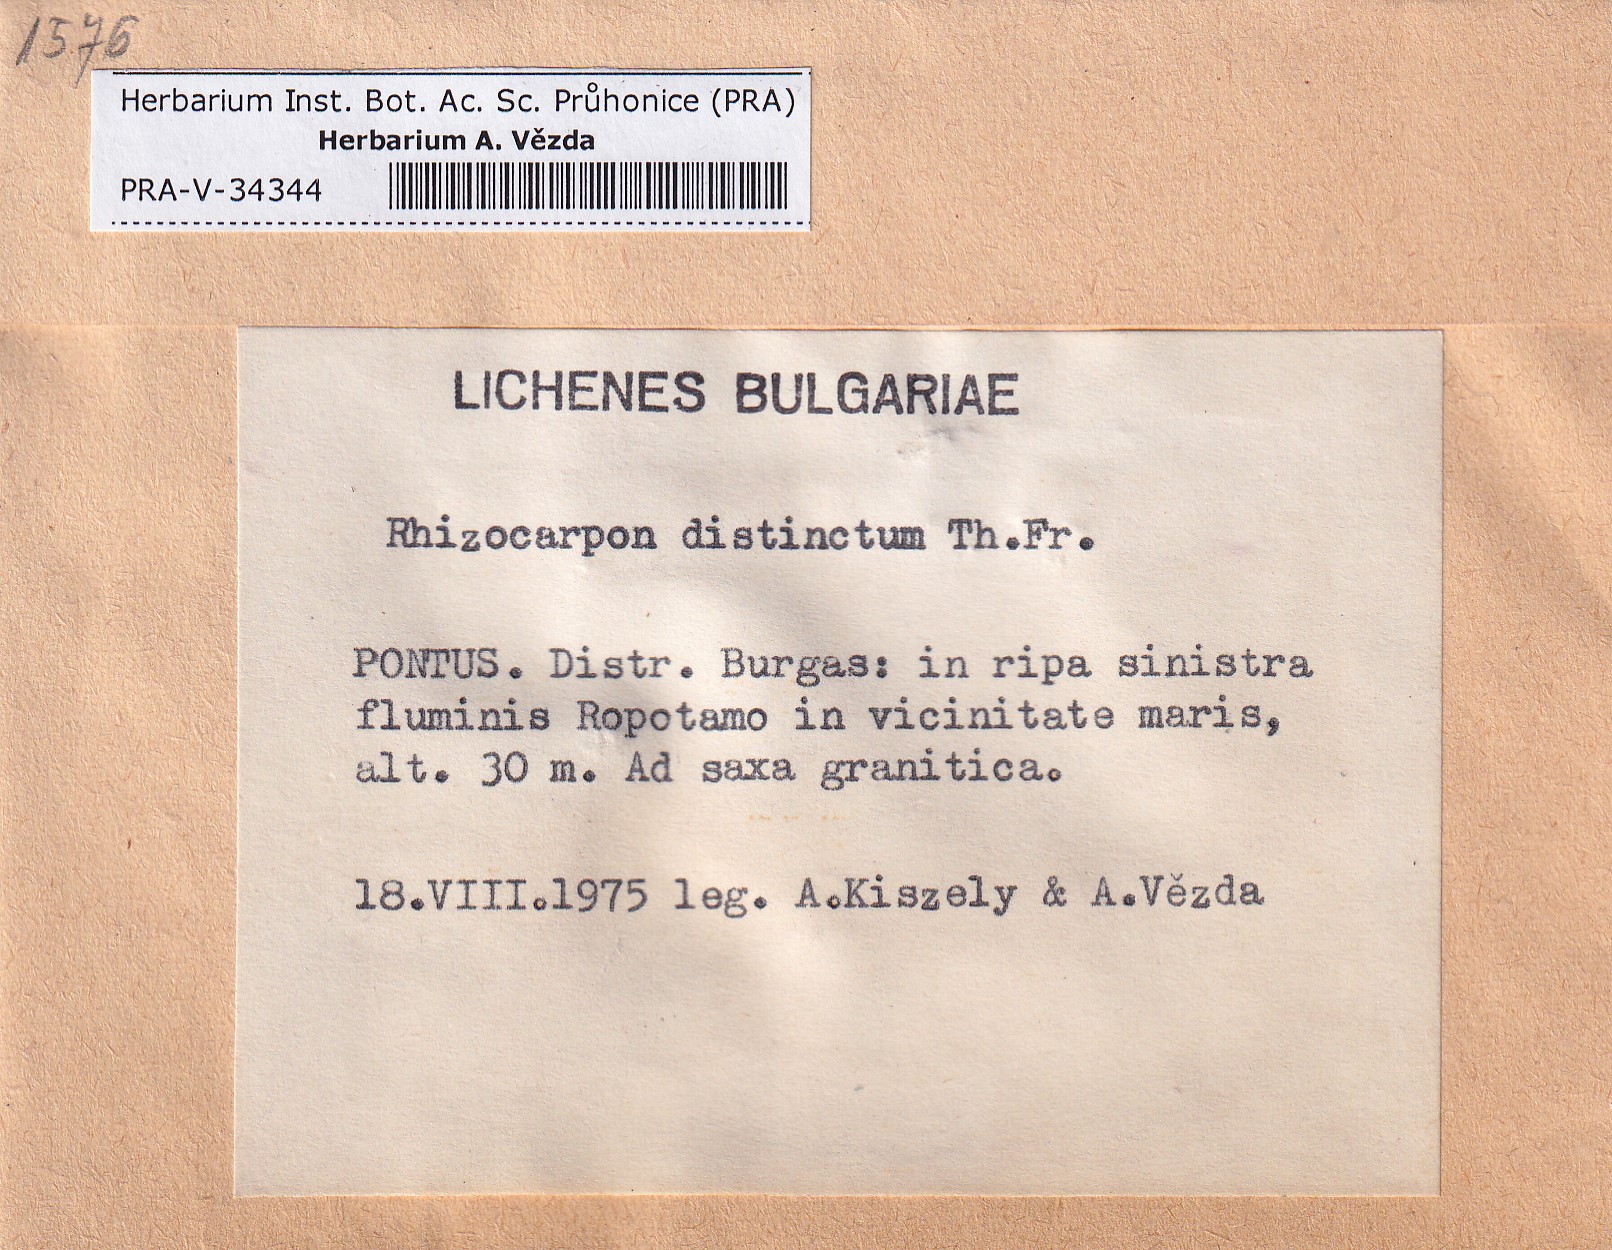 1576
Herbarium Inst. Bot. Ac. Sc. Průhonice (PRA)
Herbarium A. Vězda
PRA-V-34344
LICHENES BULGARIAE
Rhizocarpon distinctum Th.Fr.
PONTUS. Distr. Burgas: in ripa sinistra
fluminis Ropotamo in vicinitate maris,
alt. 30 m. Ad saxa granitica.
18.VIII.1975 leg. A.Kiszely & A.Vězda